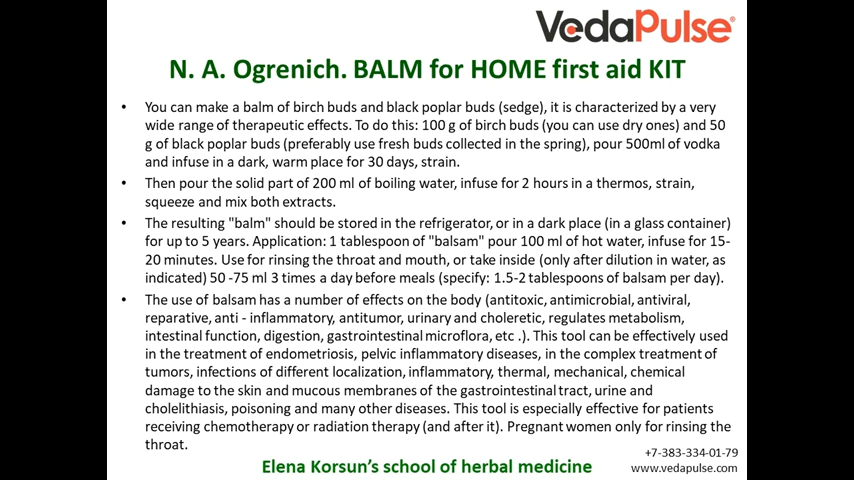 VedaPulse®
N. A. Ogrenich. BALM for HOME first aid KIT
• You can make a balm of birch buds and black poplar buds (sedge), it is characterized by a very
wide range of therapeutic effects. To do this: 100 g of birch buds (you can use dry ones) and 50
g of black poplar buds (preferably use fresh buds collected in the spring), pour 500ml of vodka
and infuse in a dark, warm place for 30 days, strain.
• Then pour the solid part of 200 ml of boiling water, infuse for 2 hours in a thermos, strain,
squeeze and mix both extracts.
• The resulting "balm" should be stored in the refrigerator, or in a dark place (in a glass container)
for up to 5 years. Application: 1 tablespoon of "balsam" pour 100 ml of hot water, infuse for 15-
20 minutes. Use for rinsing the throat and mouth, or take inside (only after dilution in water, as
indicated) 50 -75 ml 3 times a day before meals (specify: 1.5-2 tablespoons of balsam per day).
• The use of balsam has a number of effects on the body (antitoxic, antimicrobial, antiviral,
reparative, anti - inflammatory, antitumor, urinary and choleretic, regulates metabolism,
intestinal function, digestion, gastrointestinal microflora, etc .). This tool can be effectively used
in the treatment of endometriosis, pelvic inflammatory diseases, in the complex treatment of
tumors, infections of different localization, inflammatory, thermal, mechanical, chemical
damage to the skin and mucous membranes of the gastrointestinal tract, urine and
cholelithiasis, poisoning and many other diseases. This tool is especially effective for patients
receiving chemotherapy or radiation therapy (and after it). Pregnant women only for rinsing the
throat.
+7-383-334-01-79
Elena Korsun's school of herbal medicine
www.vedapulse.com